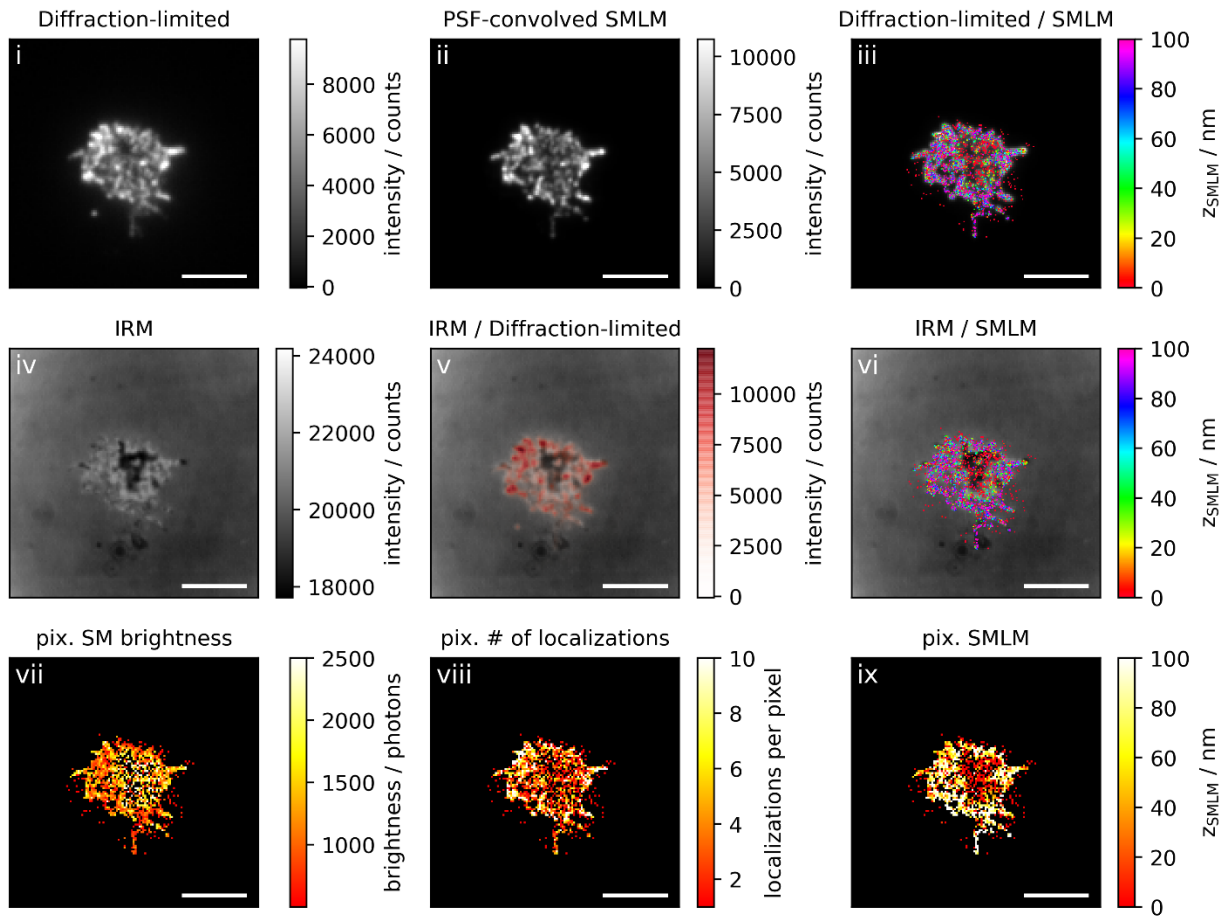 Diffraction-limited
PSF-convolved SMLM
Diffraction-limited / SMLM
i
8000
6000
4000
2000
0
intensity / counts
ii
10000
7500
5000
2500
0
intensity / counts
iii
100
80
60
40
20
0
zSMLM / nm
IRM
IRM / Diffraction-limited
IRM / SMLM
iv
24000
22000
20000
18000
intensity / counts
v
10000
7500
5000
2500
0
intensity / counts
vi
100
80
60
40
20
0
zSMLM / nm
pix. SM brightness
pix. # of localizations
pix. SMLM
vii
2500
2000
1500
1000
brightness / photons
viii
10
8
6
4
2
localizations per pixel
ix
100
80
60
40
20
0
zSMLM / nm